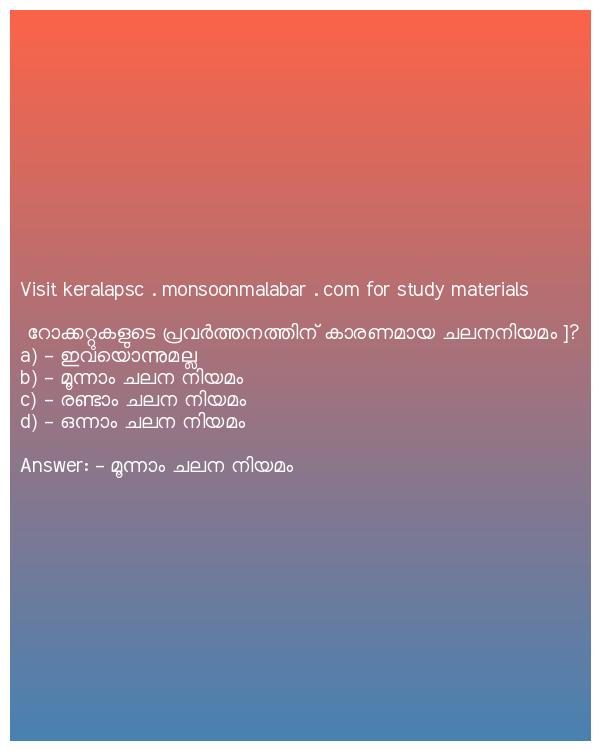 Visit keralapsc . monsoonmalabar . com for study materials
റോക്കറ്റുകളുടെ പ്രവർത്തനത്തിന് കാരണമായ ചലനനിയമം ]?
a) – ഇവയൊന്നുമല്ല
b) – മൂന്നാം ചലന നിയമം
c) – രണ്ടാം ചലന നിയമം
d) – ഒന്നാം ചലന നിയമം
Answer: – മൂന്നാം ചലന നിയമം